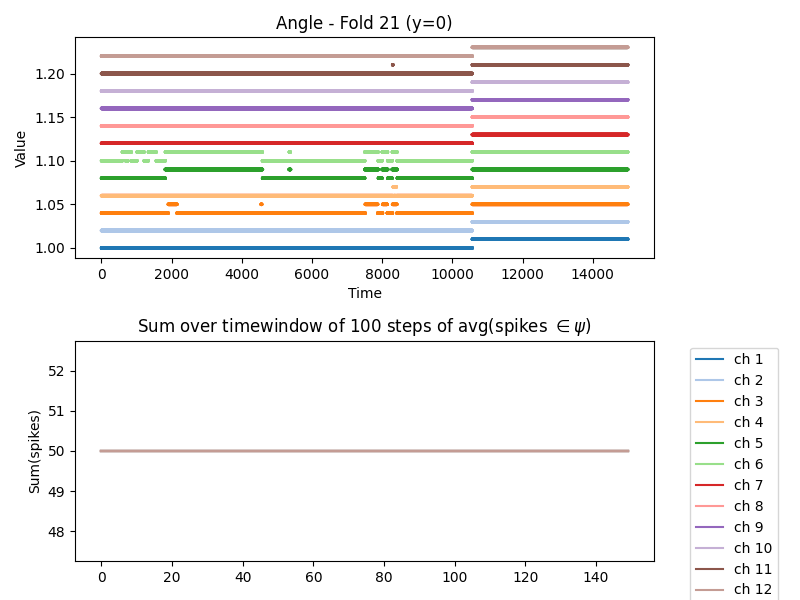 Angle - Fold 21 (y=0)
Value
1.20
1.15
1.10
1.05
1.00
0 2000 4000 6000 8000 10000 12000 14000
Time
Sum over timewindow of 100 steps of avg(spikes ∈ ψ)
Sum(spikes)
52
51
50
49
48
0 20 40 60 80 100 120 140
ch 1
ch 2
ch 3
ch 4
ch 5
ch 6
ch 7
ch 8
ch 9
ch 10
ch 11
ch 12